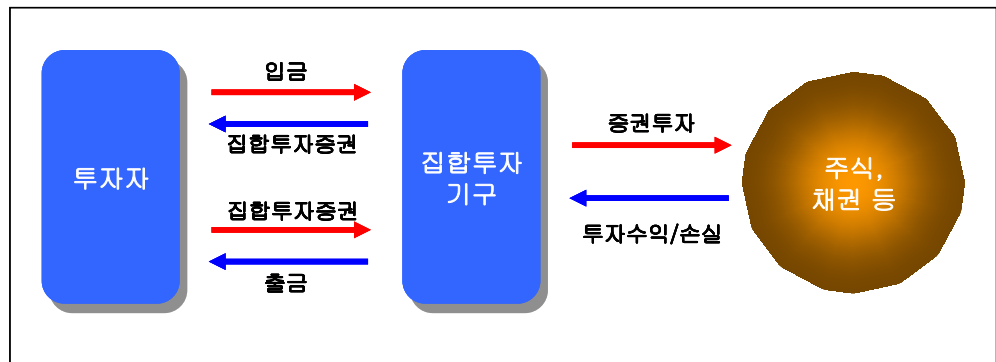 투자자
입금
집합투자증권
집합투자증권
출금
집합투자
기구
증권투자
투자수익/손실
주식,
채권 등